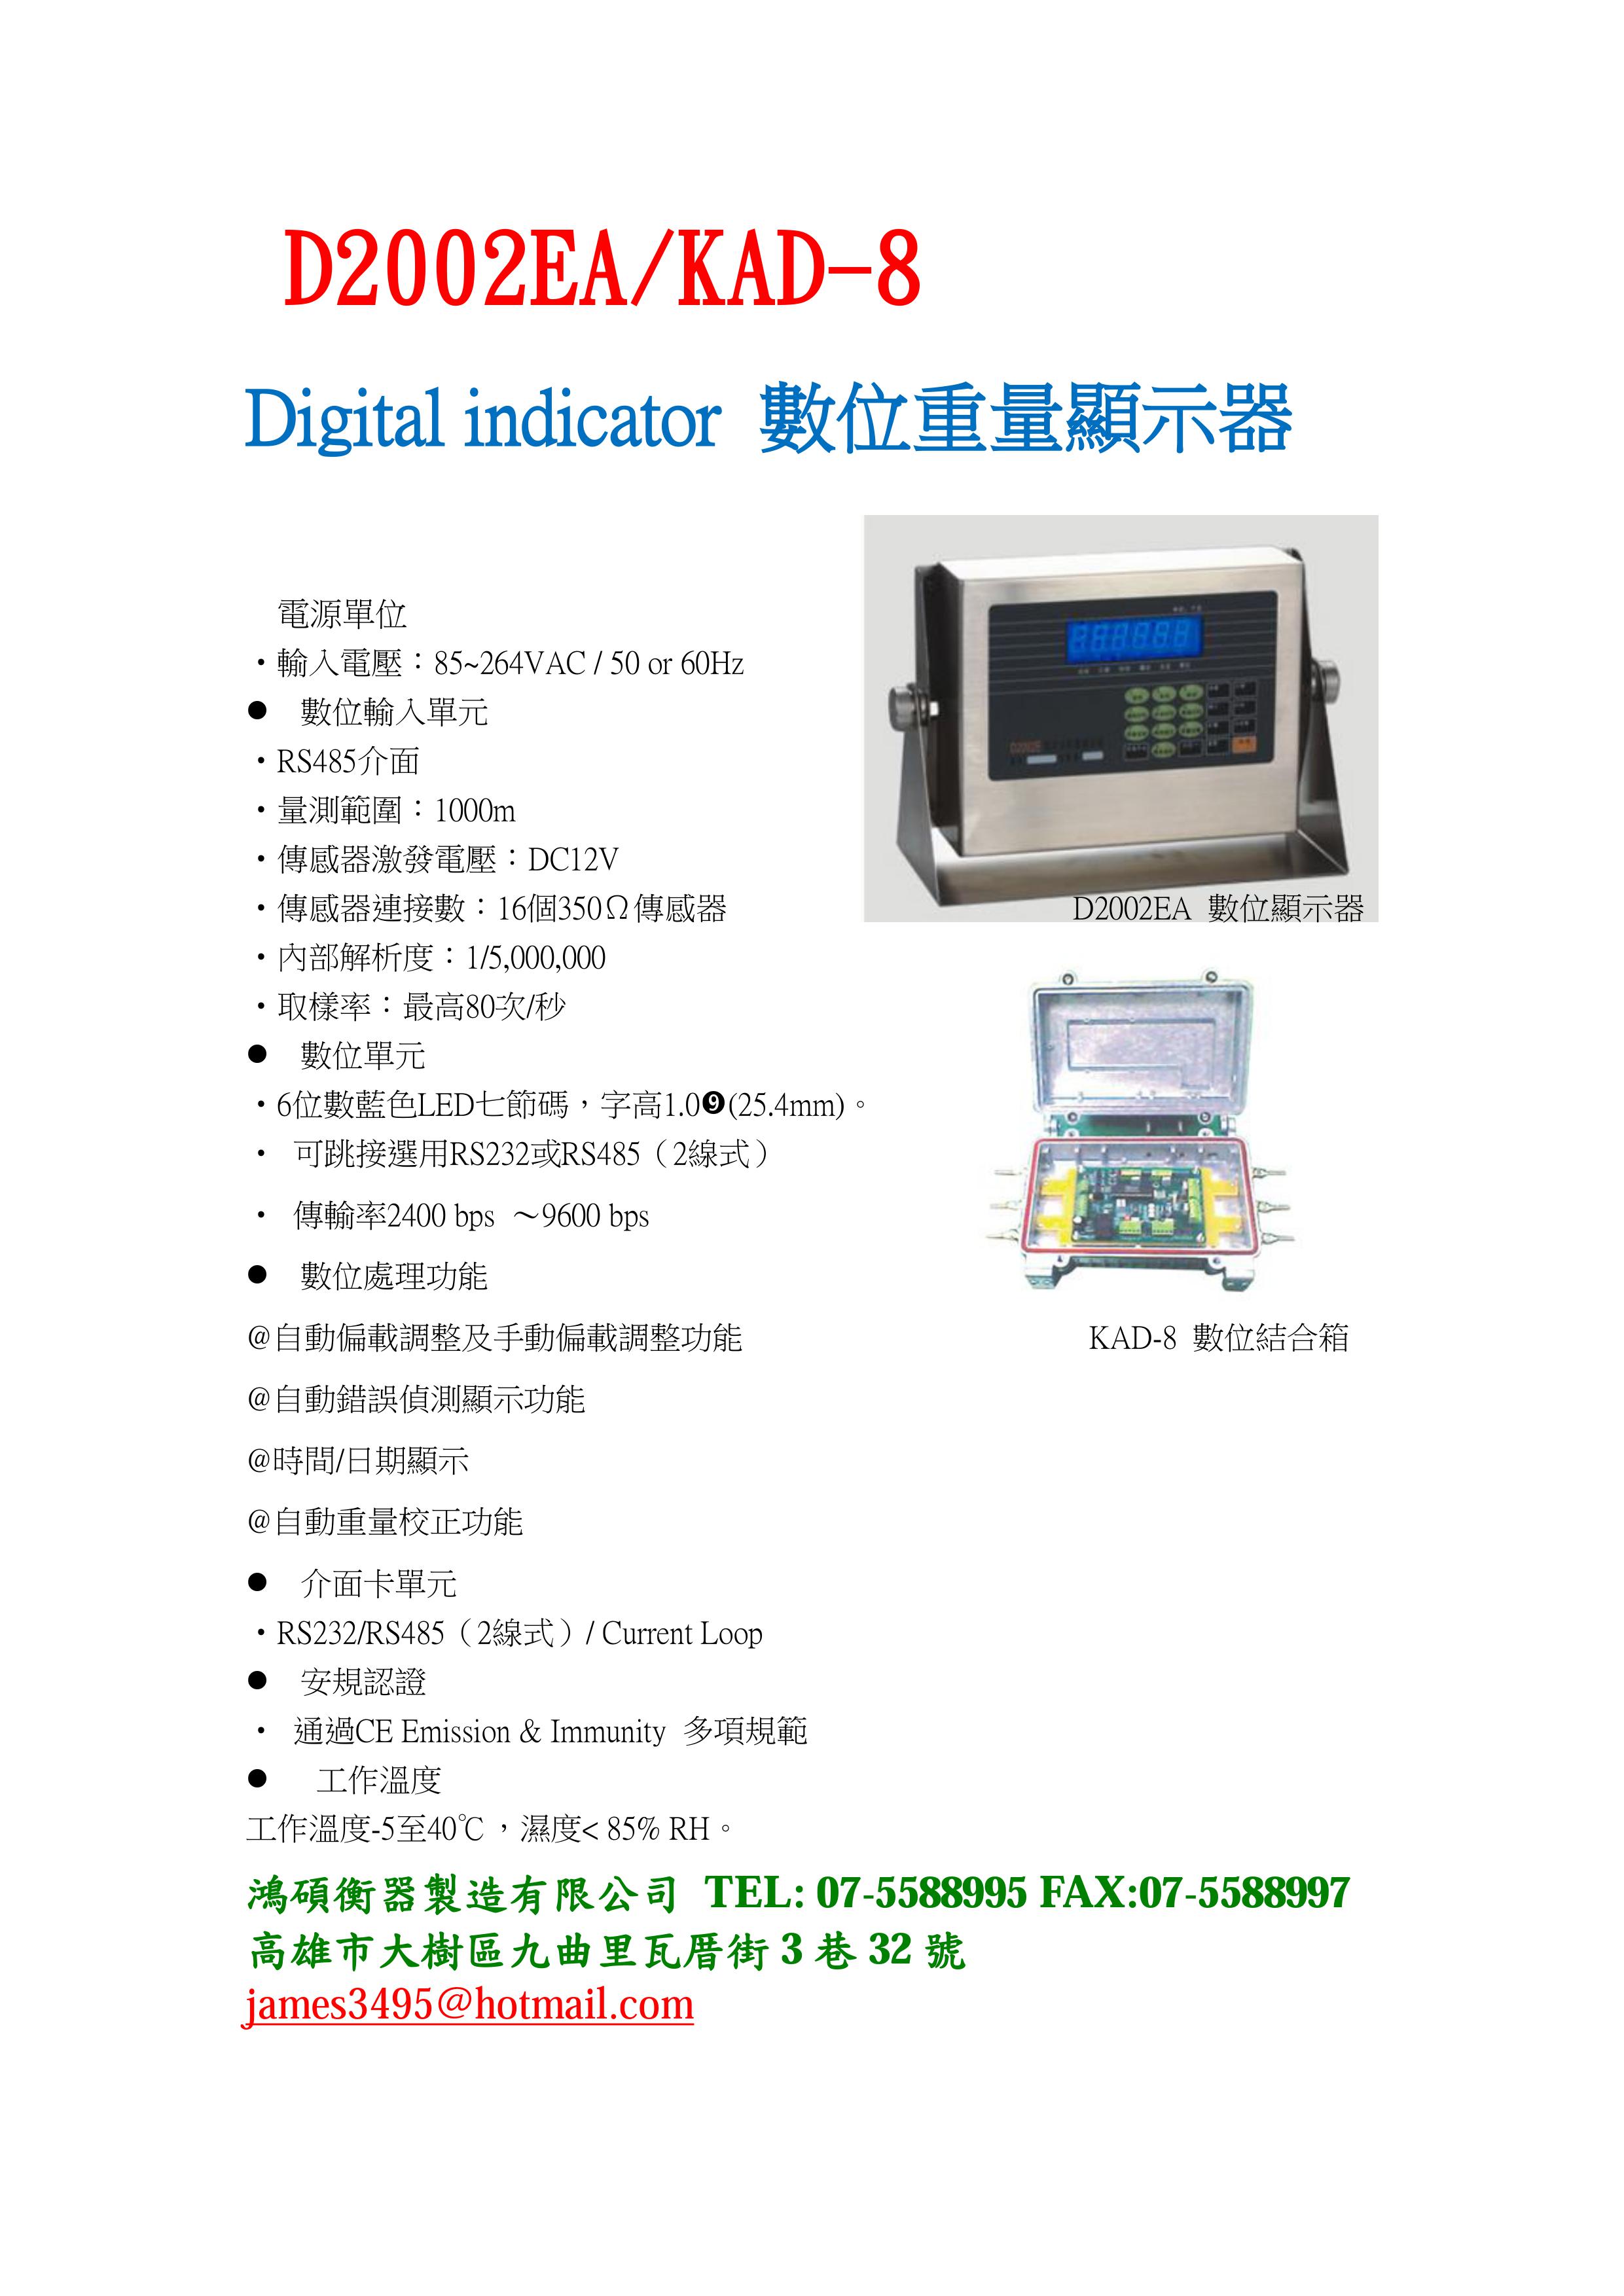 D2002EA/KAD-8
Digital indicator 數位重量顯示器
電源單位
・輸入電壓：85~264VAC / 50 or 60Hz
● 數位輸入單元
・RS485介面
・量測範圍：1000m
・傳感器激發電壓：DC12V
・傳感器連接數：16個350Ω傳感器
・內部解析度：1/5,000,000
・取樣率：最高80次/秒
● 數位單元
・6位數藍色LED七節碼，字高1.0❾(25.4mm)。
・ 可跳接選用RS232或RS485（2線式）
・ 傳輸率2400 bps ～9600 bps
● 數位處理功能
@自動偏載調整及手動偏載調整功能
@自動錯誤偵測顯示功能
@時間/日期顯示
@自動重量校正功能
● 介面卡單元
・RS232/RS485（2線式）/ Current Loop
● 安規認證
・ 通過CE Emission & Immunity 多項規範
● 工作溫度
工作溫度-5至40℃，濕度< 85% RH。
D2002E
D2002EA 數位顯示器
KAD-8 數位結合箱
鴻碩衡器製造有限公司 TEL: 07-5588995 FAX:07-5588997
高雄市大樹區九曲里瓦厝街 3 巷 32 號
james3495@hotmail.com